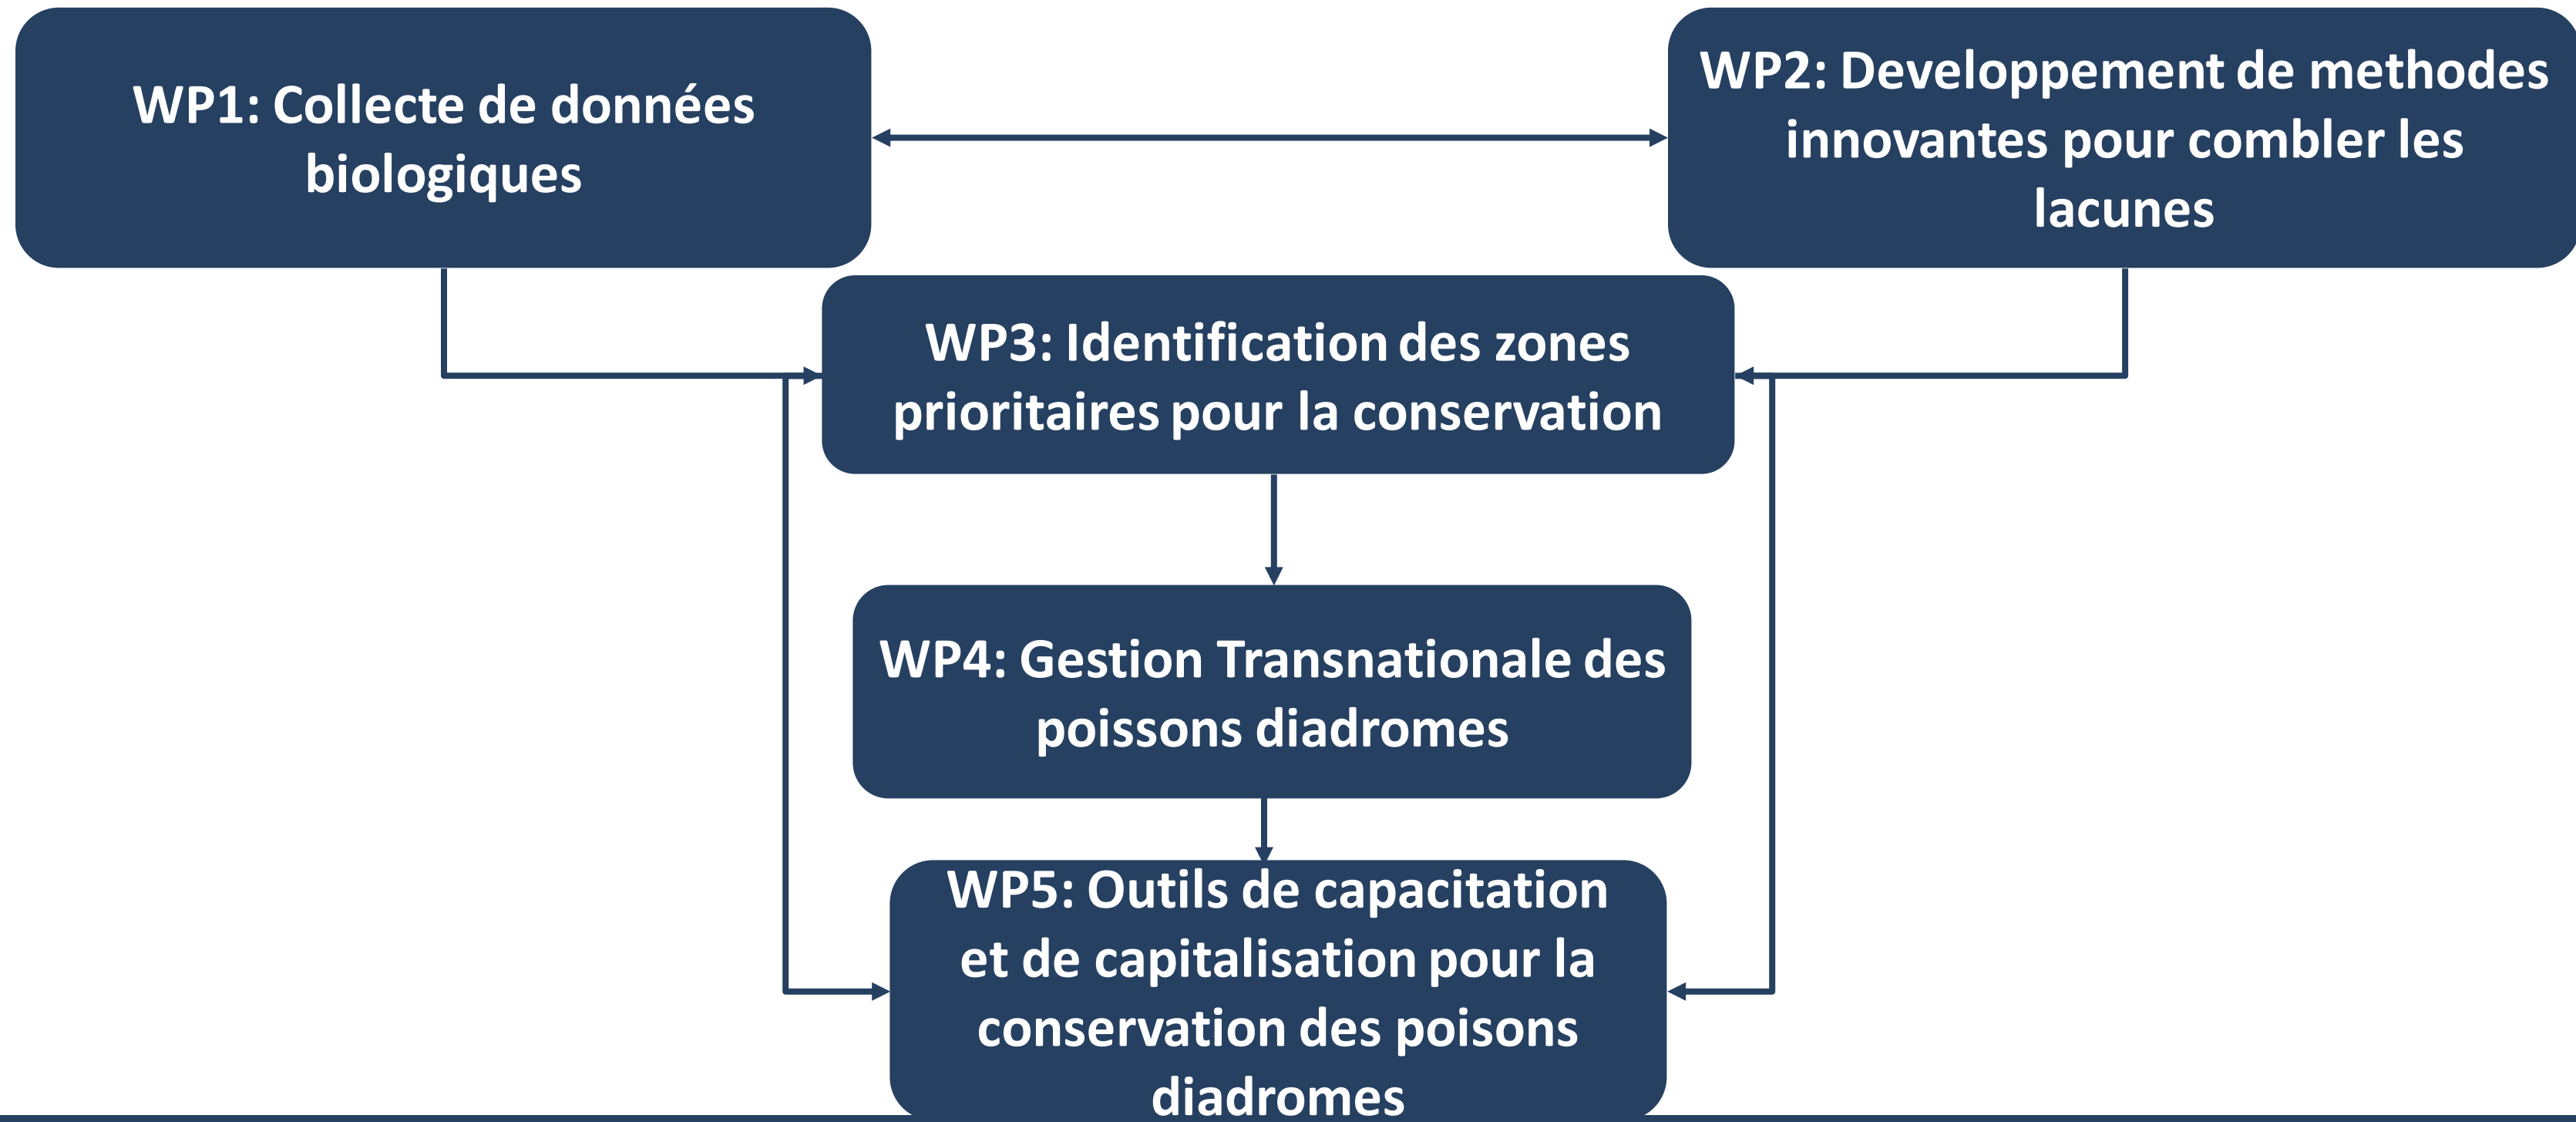 WP1: Collecte de données
biologiques
WP2: Developpement de methodes
innovantes pour combler les
lacunes
WP3: Identification des zones
prioritaires pour la conservation
WP4: Gestion Transnationale des
poissons diadromes
WP5: Outils de capacitation
et de capitalisation pour la
conservation des poisons
diadromes